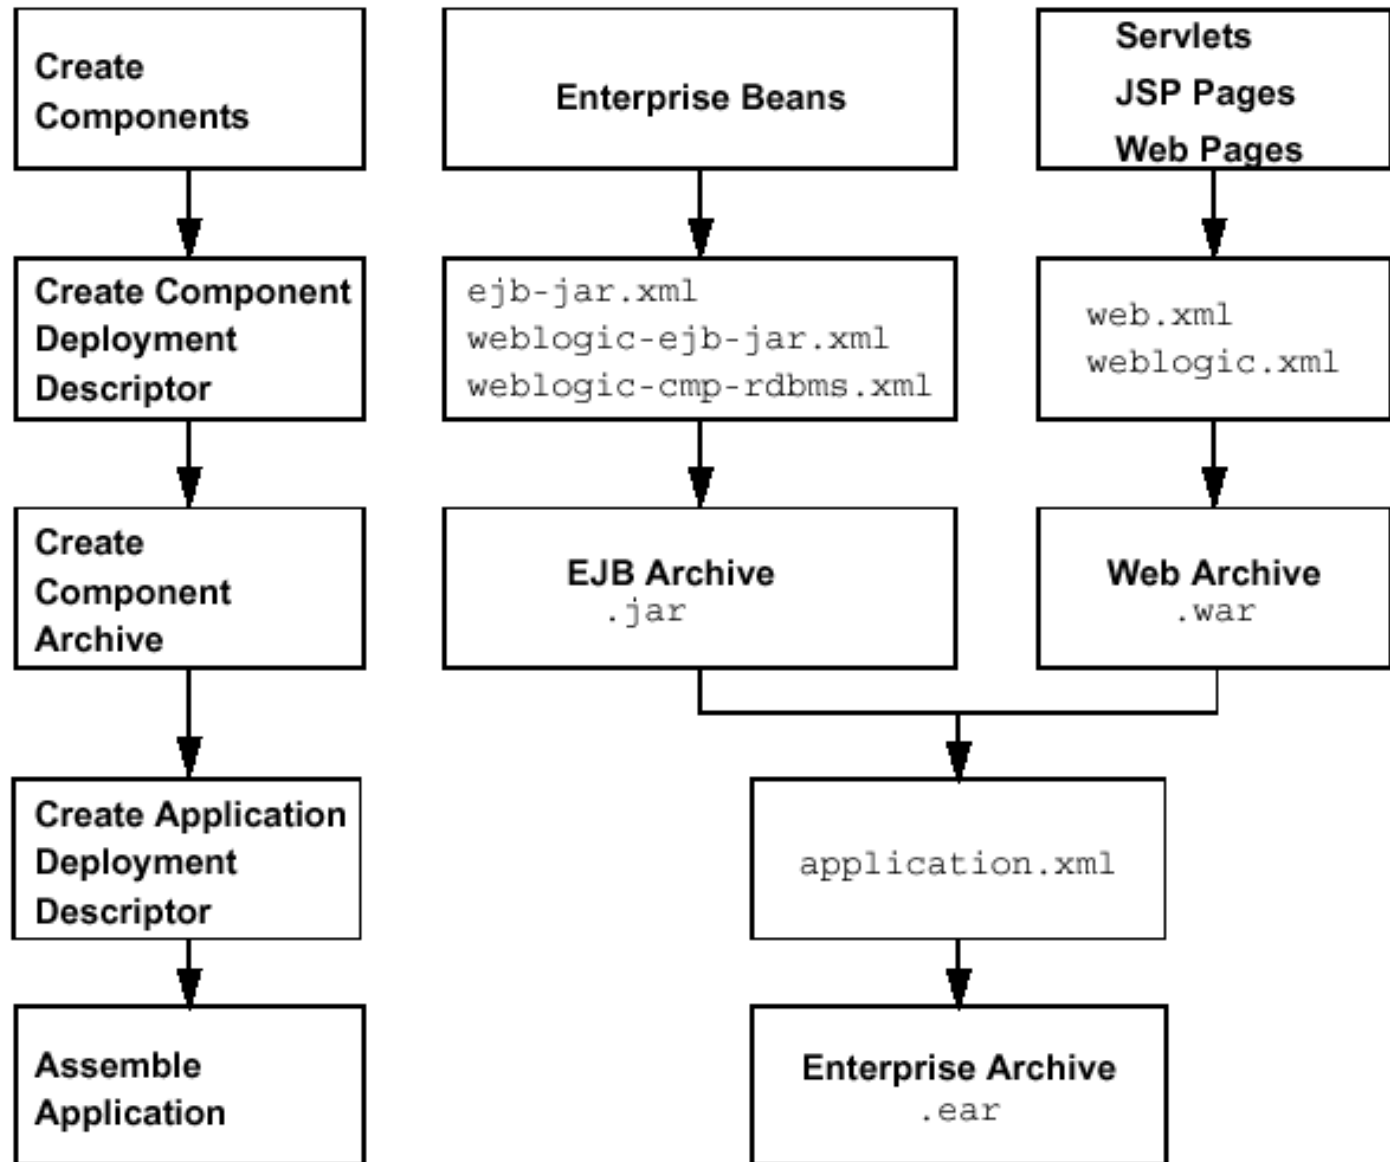 Create
Components
Enterprise Beans
Servlets
JSP Pages
Web Pages
Create Component
Deployment
Descriptor
ejb-jar.xml
weblogic-ejb-jar.xml
weblogic-cmp-rdbms.xml
web.xml
weblogic.xml
Create
Component
Archive
EJB Archive
.jar
Web Archive
.war
Create Application
Deployment
Descriptor
application.xml
Assemble
Application
Enterprise Archive
.ear